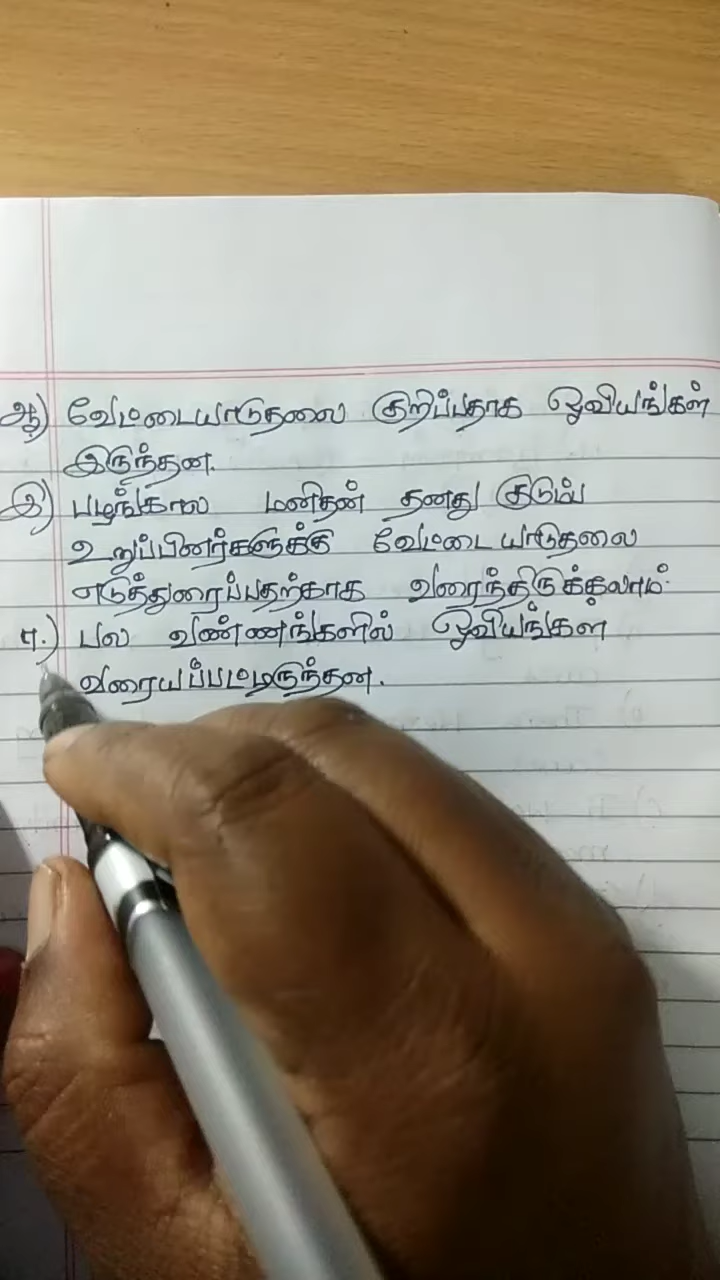 ஆ) வேட்டையாடுதலை குறிப்பதாக ஓவியங்கள்
இருந்தன.
இ) பழங்கால மனிதன் தனது குடும்ப
உறுப்பினர்களுக்கு வேட்டையாடுதலை
எடுத்துரைப்பதற்காக வரைந்திருக்கலாம்.
ஈ) பல வண்ணங்களில் ஓவியங்கள்
வரையப்பட்டிருந்தன.